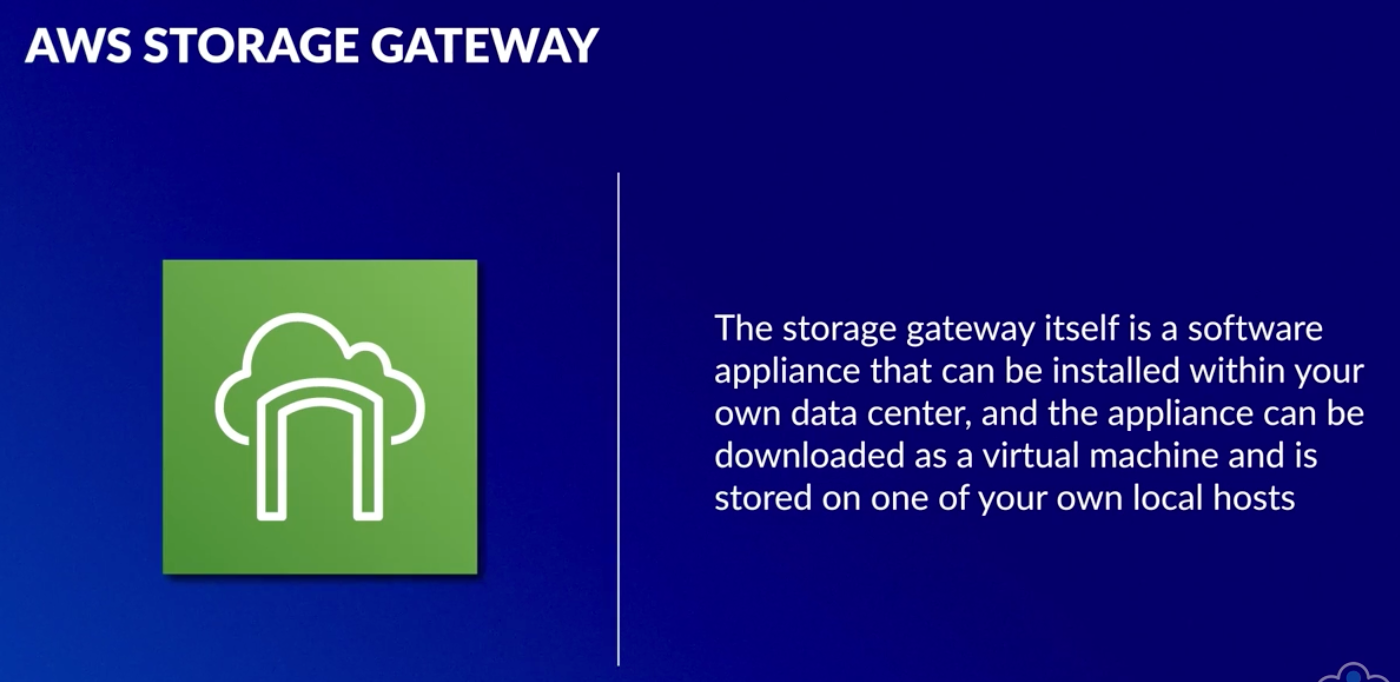 AWS STORAGE GATEWAY
The storage gateway itself is a software
appliance that can be installed within your
own data center, and the appliance can be
downloaded as a virtual machine and is
stored on one of your own local hosts